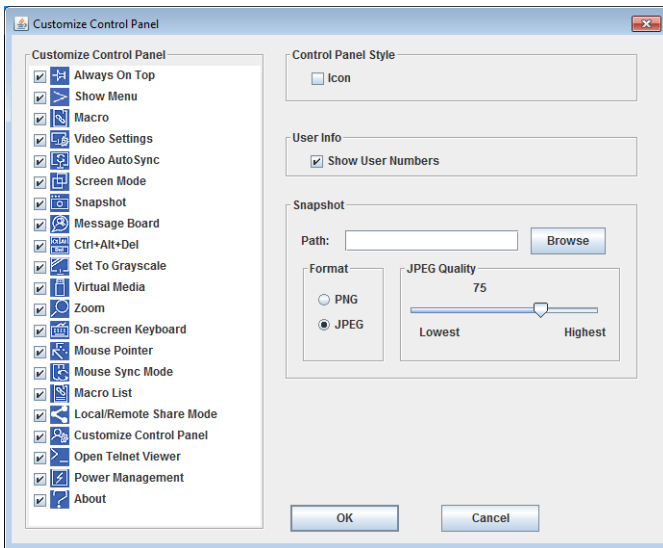 Customize Control Panel
Customize Control Panel
Always On Top
Show Menu
Macro
Video Settings
Video AutoSync
Screen Mode
Snapshot
Message Board
Ctrl+Alt+Del
Set To Grayscale
Virtual Media
Zoom
On-screen Keyboard
Mouse Pointer
Mouse Sync Mode
Macro List
Local/Remote Share Mode
Customize Control Panel
Open Telnet Viewer
Power Management
About
Control Panel Style
Icon
User Info
Show User Numbers
Snapshot
Path:
Browse
Format
PNG
JPEG
JPEG Quality
75
Lowest Highest
OK Cancel